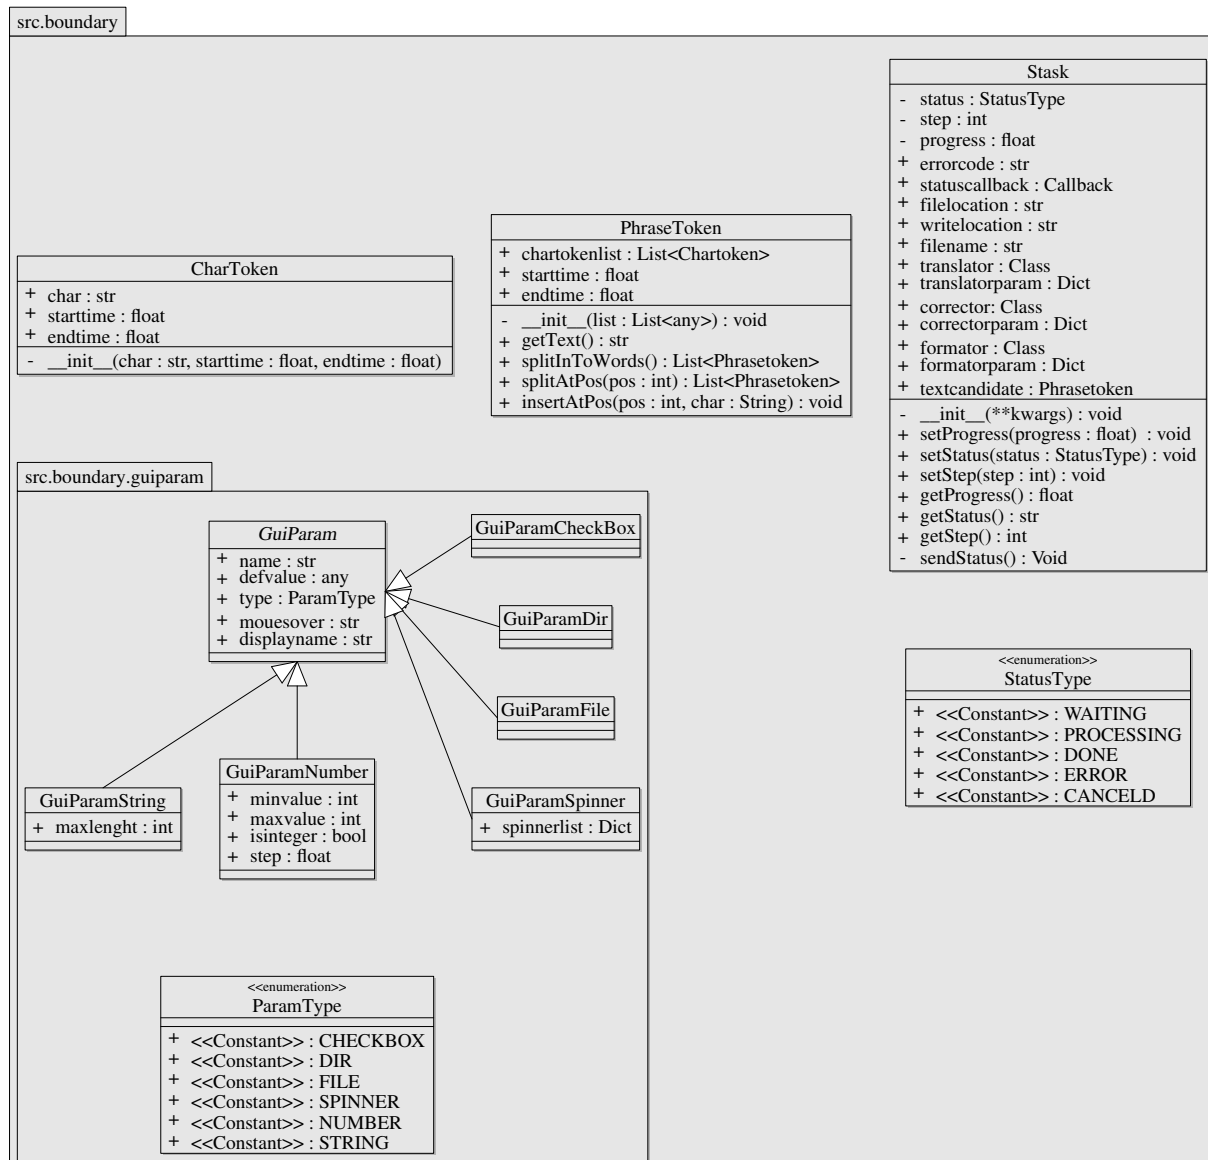 src.boundary
Stask
- status : StatusType
- step : int
- progress : float
+ errorcode : str
+ statuscallback : Callback
+ filelocation : str
+ writelocation : str
+ filename : str
+ translator : Class
+ translatorparam : Dict
+ corrector: Class
+ correctorparam : Dict
+ formator : Class
+ formatorparam : Dict
+ textcandidate : Phrasetoken
- __init__(**kwargs) : void
+ setProgress(progress : float) : void
+ setStatus(status : StatusType) : void
+ setStep(step : int) : void
+ getProgress() : float
+ getStatus() : str
+ getStep() : int
- sendStatus() : Void
PhraseToken
+ chartokenlist : List<Chartoken>
+ starttime : float
+ endtime : float
- __init__(list : List<any>) : void
+ getText() : str
+ splitInToWords() : List<Phrasetoken>
+ splitAtPos(pos : int) : List<Phrasetoken>
+ insertAtPos(pos : int, char : String) : void
CharToken
+ char : str
+ starttime : float
+ endtime : float
- __init__(char : str, starttime : float, endtime : float)
src.boundary.guiparam
GuiParam
+ name : str
+ defvalue : any
+ type : ParamType
+ mouesover : str
+ displayname : str
GuiParamCheckBox
GuiParamDir
GuiParamFile
GuiParamString
+ maxlenght : int
GuiParamNumber
+ minvalue : int
+ maxvalue : int
+ isinteger : bool
+ step : float
GuiParamSpinner
+ spinnerlist : Dict
<<enumeration>>
StatusType
+ <<Constant>> : WAITING
+ <<Constant>> : PROCESSING
+ <<Constant>> : DONE
+ <<Constant>> : ERROR
+ <<Constant>> : CANCELD
<<enumeration>>
ParamType
+ <<Constant>> : CHECKBOX
+ <<Constant>> : DIR
+ <<Constant>> : FILE
+ <<Constant>> : SPINNER
+ <<Constant>> : NUMBER
+ <<Constant>> : STRING